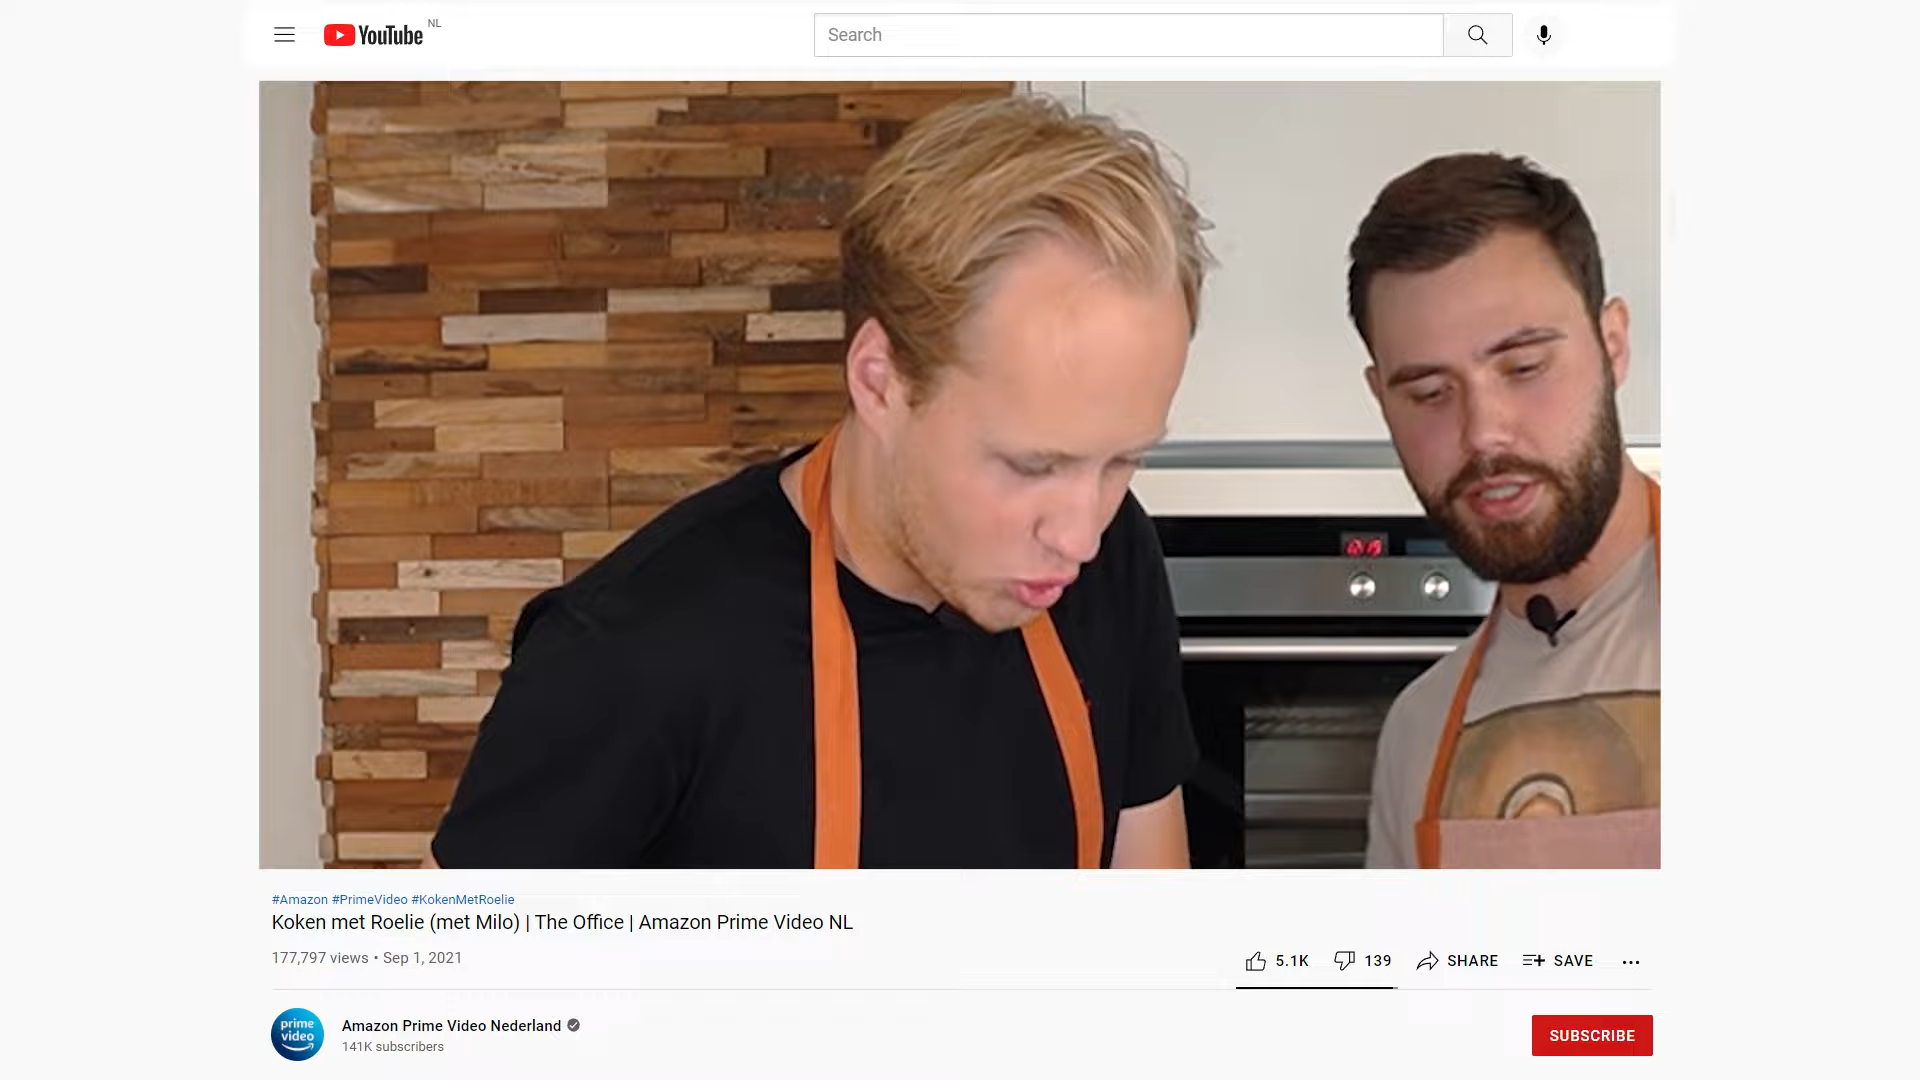 YouTube NL
Search
#Amazon #PrimeVideo #KokenMetRoelie
Koken met Roelie (met Milo) | The Office | Amazon Prime Video NL
177,797 views • Sep 1, 2021
5.1K 139 SHARE SAVE
prime video
Amazon Prime Video Nederland
141K subscribers
SUBSCRIBE